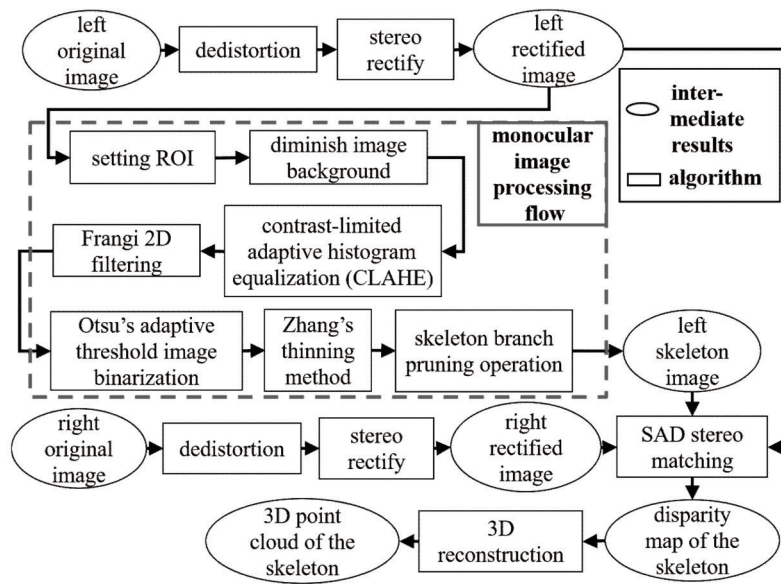 left
original
image
dedistortion
stereo
rectify
left
rectified
image
inter-
mediate
results
algorithm
setting ROI
diminish image
background
monocular
image
processing
flow
Frangi 2D
filtering
contrast-limited
adaptive histogram
equalization (CLAHE)
Otsu's adaptive
threshold image
binarization
Zhang's
thinning
method
skeleton branch
pruning operation
left
skeleton
image
right
original
image
dedistortion
stereo
rectify
right
rectified
image
SAD stereo
matching
3D point
cloud of the
skeleton
3D
reconstruction
disparity
map of the
skeleton